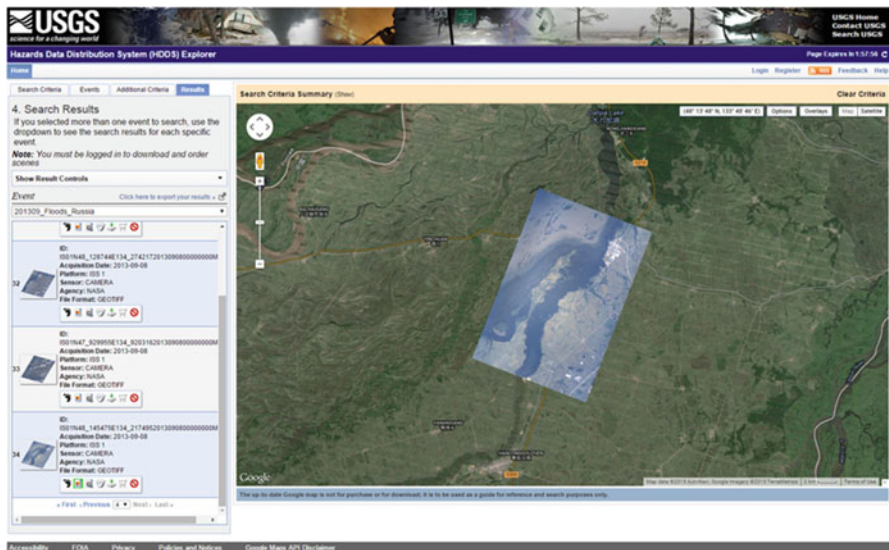 USGS
science for a changing world
USGS Home
Contact USGS
Search USGS
Hazards Data Distribution System (HDDS) Explorer
Page Expires In 1:57:56
Home
Login Register RSS Feedback Help
Search Criteria Events Additional Criteria Results
4. Search Results
If you selected more than one event to search, use the
dropdown to see the search results for each specific
event.
Note: You must be logged in to download and order
scenes
Show Result Controls
Event
Click here to export your results »
201309_Floods_Russia
32
ID:
Acquisition Date: 2013-09-08
Platform: ISS 1
Sensor: CAMERA
Agency: NASA
File Format: GEOTIFF
33
ID:
Acquisition Date: 2013-09-08
Platform: ISS 1
Sensor: CAMERA
Agency: NASA
File Format: GEOTIFF
34
ID:
Acquisition Date: 2013-09-08
Platform: ISS 1
Sensor: CAMERA
Agency: NASA
File Format: GEOTIFF
« First ‹ Previous Next › Last »
Search Criteria Summary (Show)
Clear Criteria
Options Overlays Map Satellite
Google
Terms of Use
The up-to-date Google map is not for purchase or for download; it is to be used as a guide for reference and search purposes only.
Accessibility FOIA Privacy Policies and Notices Google Maps API Disclaimer